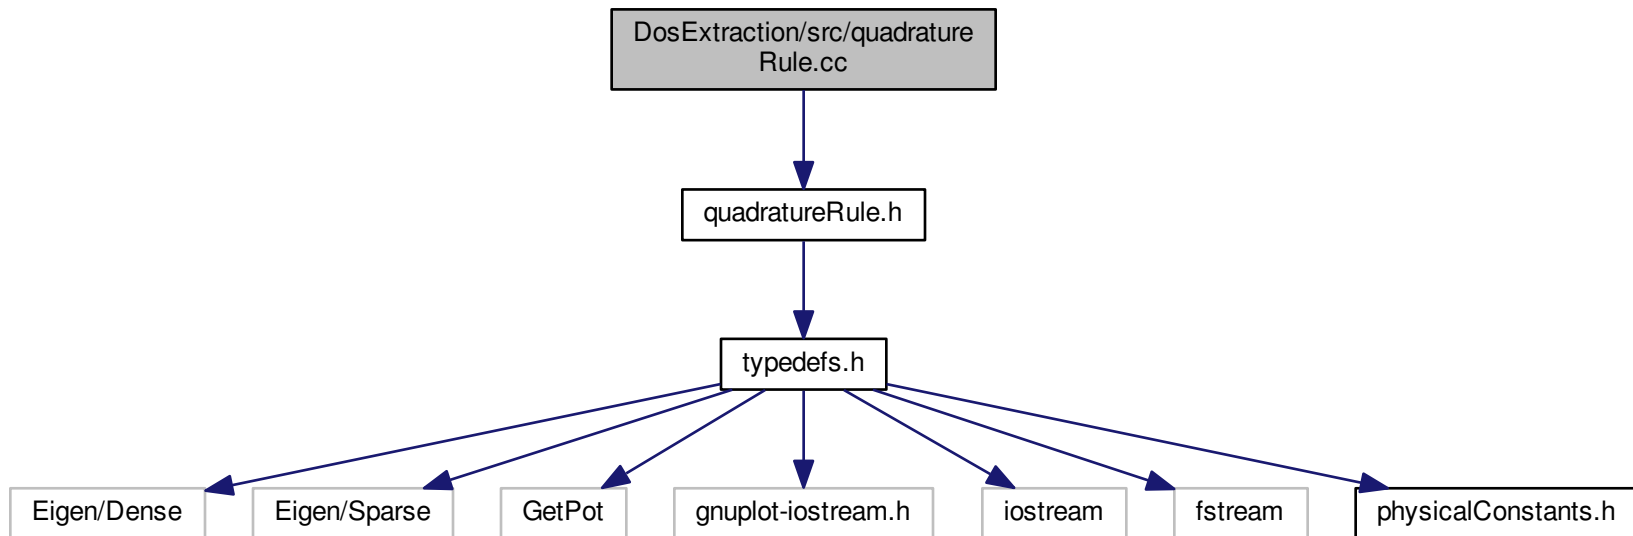 DosExtraction/src/quadrature
Rule.cc
quadratureRule.h
typedefs.h
Eigen/Dense
Eigen/Sparse
GetPot
gnuplot-iostream.h
iostream
fstream
physicalConstants.h